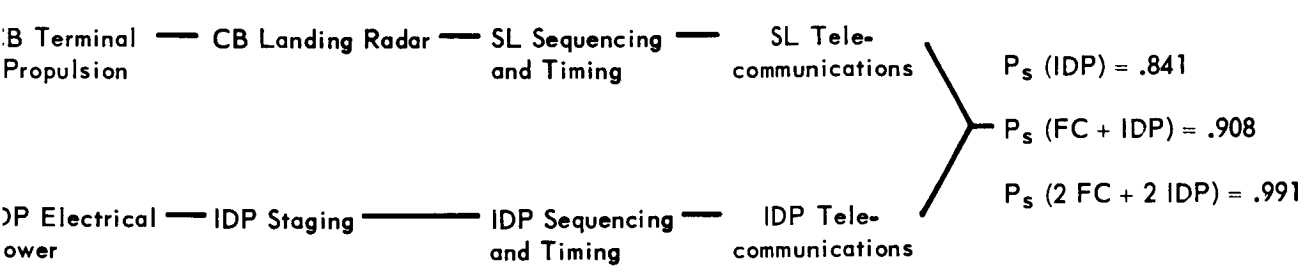 B Terminal — CB Landing Radar — SL Sequencing — SL Tele-
Propulsion and Timing communications
Ps (IDP) = .841
Ps (FC + IDP) = .908
Ps (2 FC + 2 IDP) = .991
P Electrical — IDP Staging — IDP Sequencing — IDP Tele-
ower and Timing communications